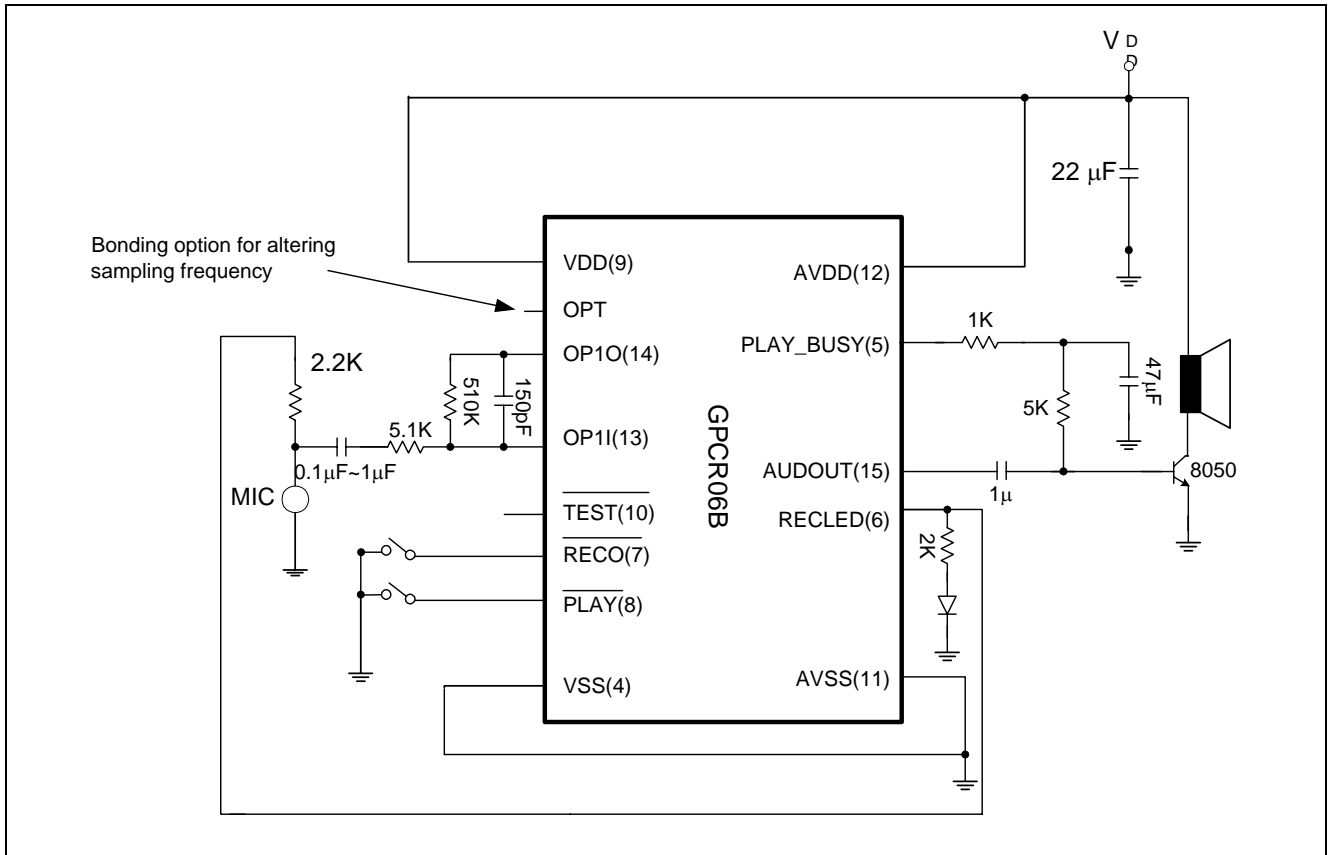 V DD
22 μF
Bonding option for altering
sampling frequency
VDD(9)
AVDD(12)
OPT
1K
PLAY_BUSY(5)
OP1O(14)
2.2K
510K
150pF
47μF
5K
GPCR06B
5.1K
OP1I(13)
0.1μF~1μF
AUDOUT(15)
8050
1μ
MIC
TEST(10)
RECLED(6)
2K
RECO(7)
PLAY(8)
VSS(4)
AVSS(11)